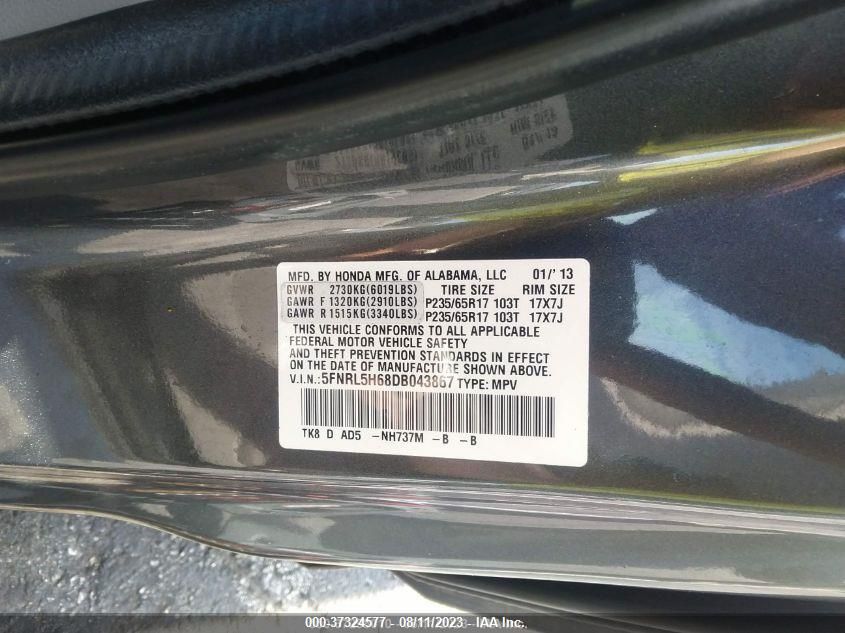 MFD. BY HONDA MFG. OF ALABAMA, LLC 01/' 13
GVWR 2730KG(6019LBS) TIRE SIZE RIM SIZE
GAWR F 1320KG(2910LBS) P235/65R17 103T 17X7J
GAWR R 1515KG(3340LBS) P235/65R17 103T 17X7J
THIS VEHICLE CONFORMS TO ALL APPLICABLE
FEDERAL MOTOR VEHICLE SAFETY
AND THEFT PREVENTION STANDARDS IN EFFECT
ON THE DATE OF MANUFACTURE SHOWN ABOVE.
V.I.N.: 5FNRL5H68DB043867 TYPE: MPV
TK8 D AD5 -NH737M -B -B
000-37324577 - 08/11/2023 - IAA Inc.